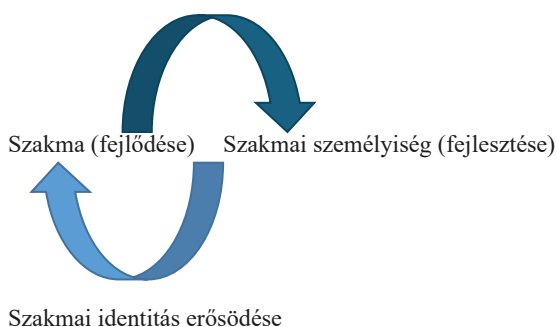 Szakma (fejlődése) Szakmai személyiség (fejlesztése)
Szakmai identitás erősödése